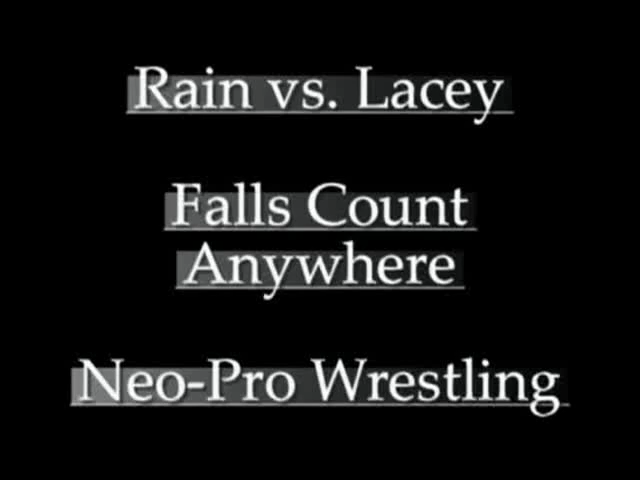 Rain vs. Lacey
Falls Count
Anywhere
Neo-Pro Wrestling